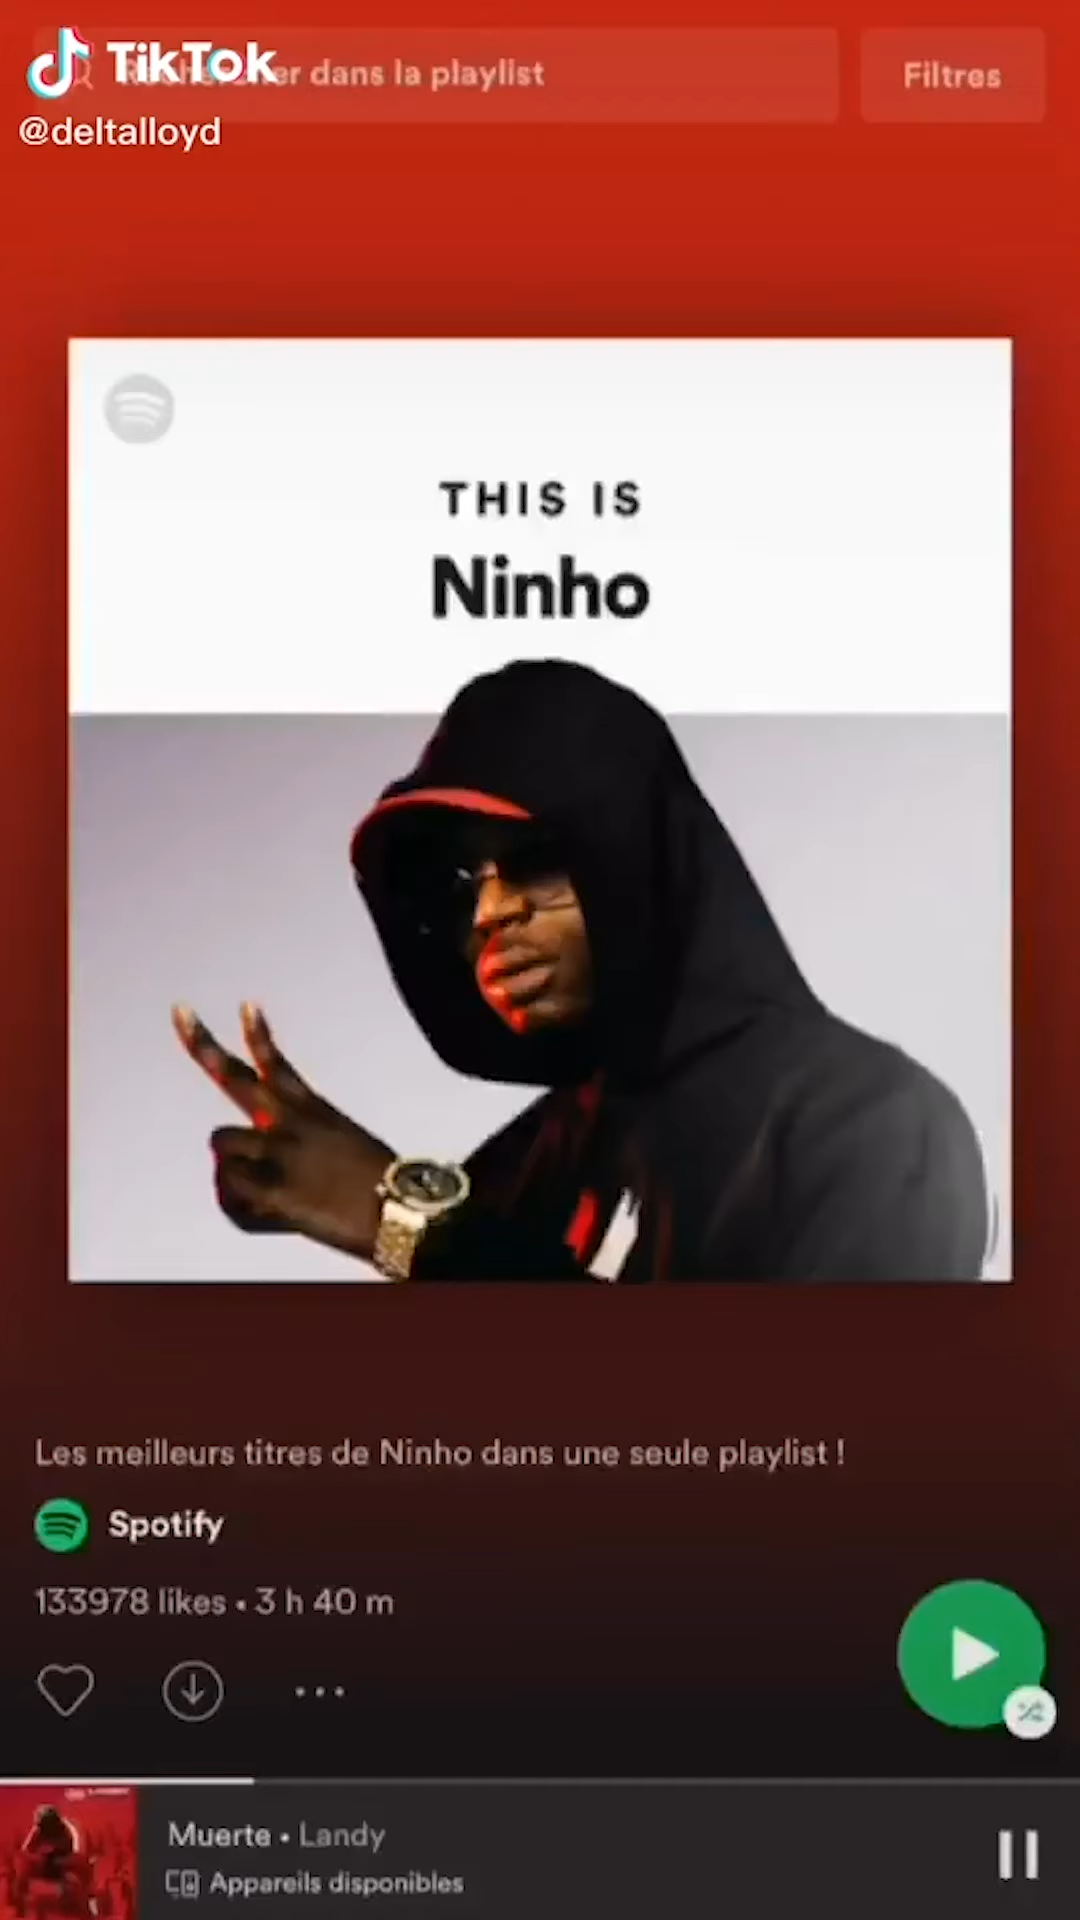 TikTok
dans la playlist
Filtres
@deltalloyd
THIS IS
Ninho
Les meilleurs titres de Ninho dans une seule playlist !
Spotify
133978 likes • 3 h 40 m
Muerte • Landy
Appareils disponibles